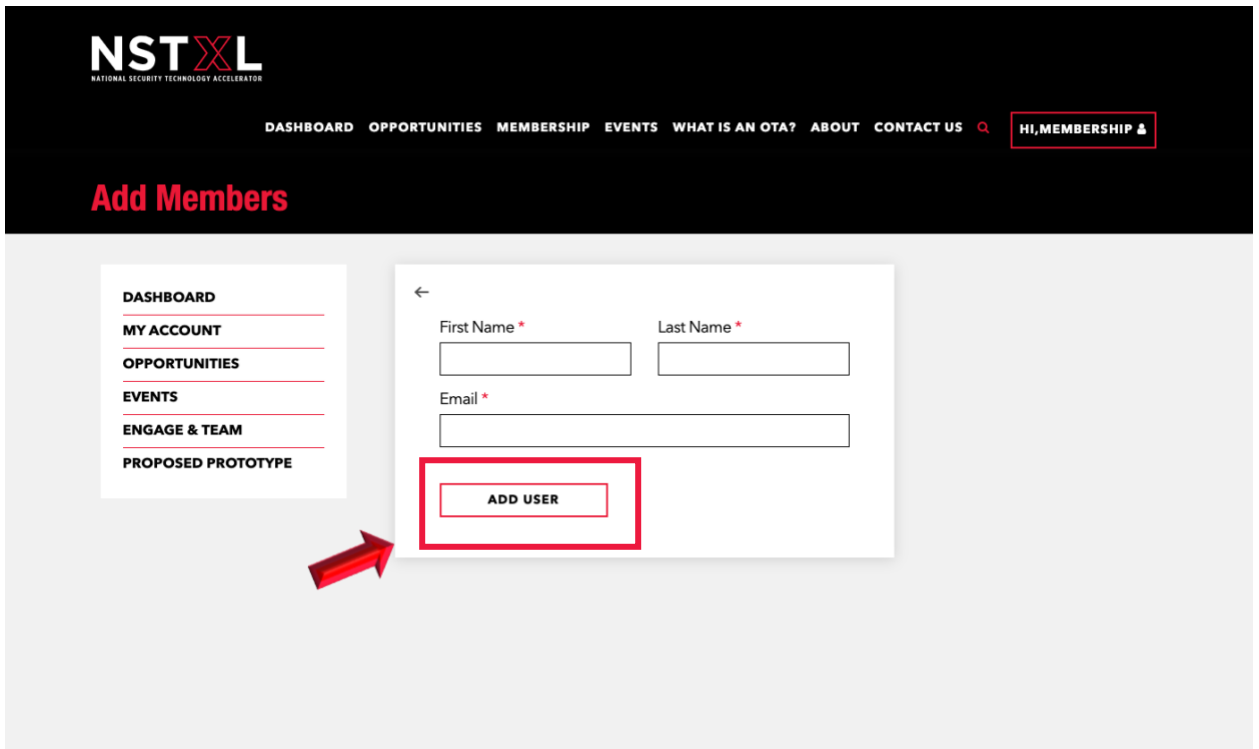 NSTXL
NATIONAL SECURITY TECHNOLOGY ACCELERATOR
DASHBOARD OPPORTUNITIES MEMBERSHIP EVENTS WHAT IS AN OTA? ABOUT CONTACT US HI,MEMBERSHIP
Add Members
DASHBOARD
MY ACCOUNT
OPPORTUNITIES
EVENTS
ENGAGE & TEAM
PROPOSED PROTOTYPE
First Name * Last Name *
Email *
ADD USER